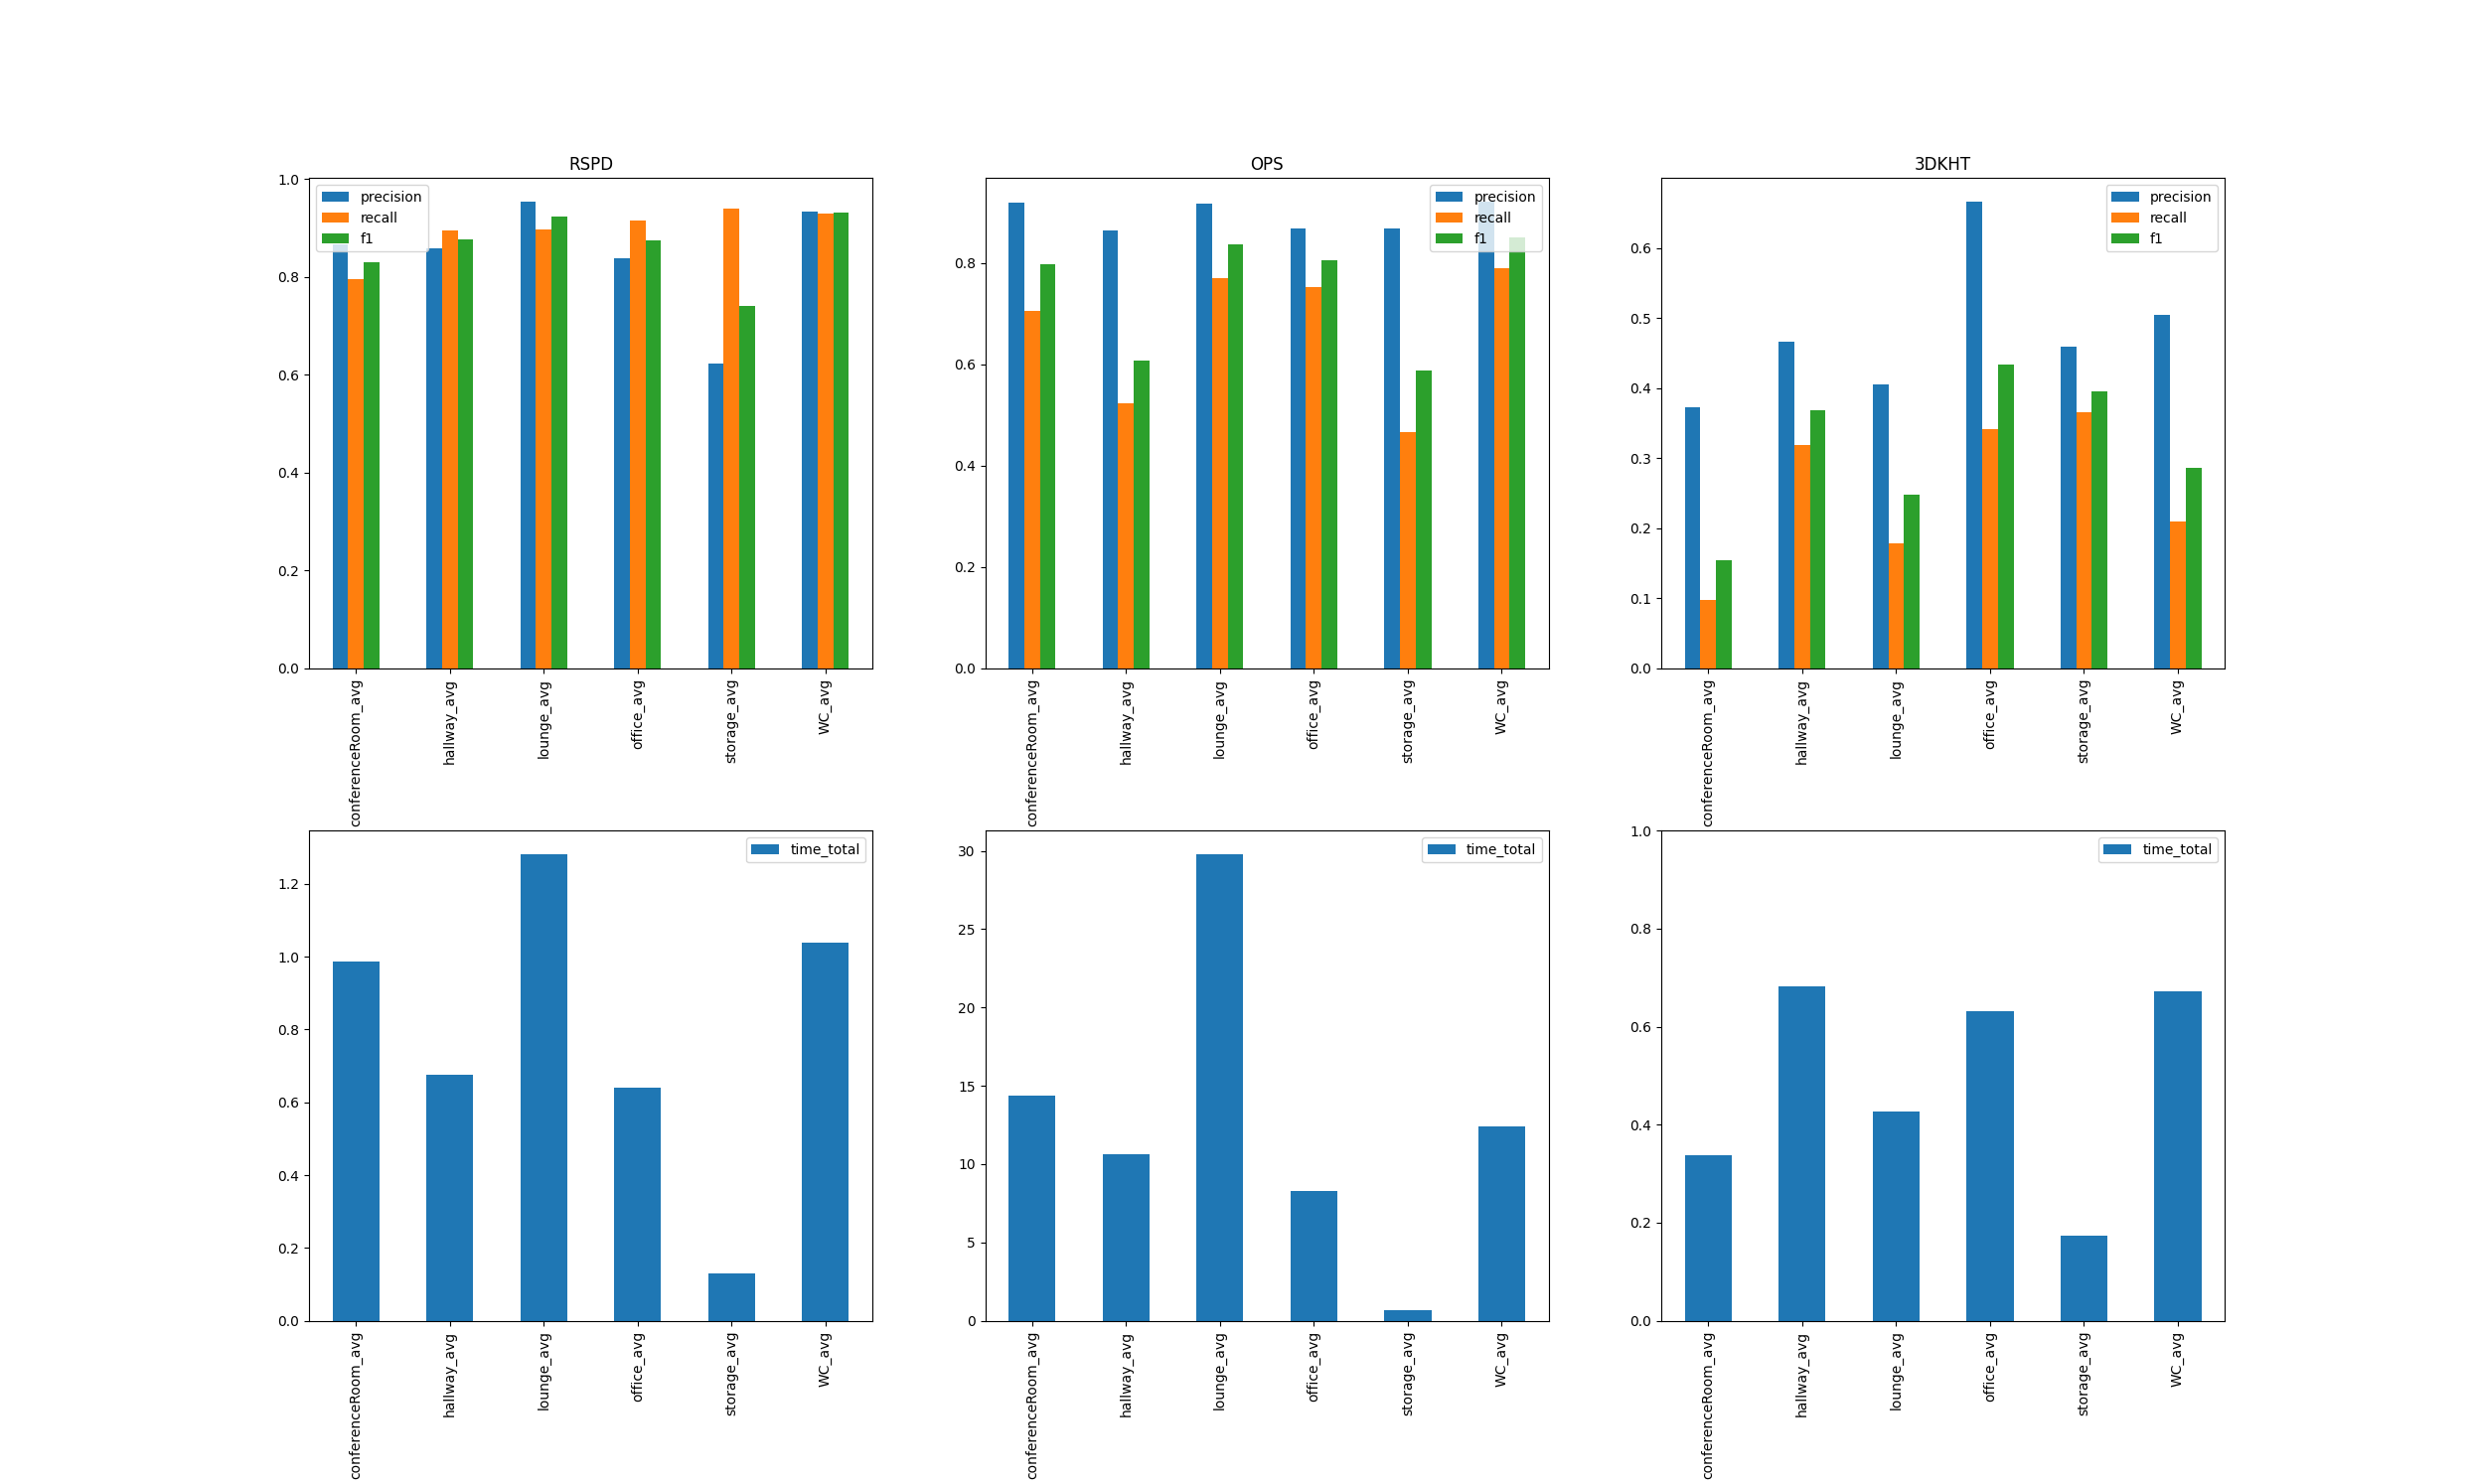 RSPD
1.0
0.8
0.6
0.4
0.2
0.0
precision
recall
f1
conferenceRoom_avg
hallway_avg
lounge_avg
office_avg
storage_avg
WC_avg
OPS
0.8
0.6
0.4
0.2
0.0
precision
recall
f1
conferenceRoom_avg
hallway_avg
lounge_avg
office_avg
storage_avg
WC_avg
3DKHT
0.6
0.5
0.4
0.3
0.2
0.1
0.0
precision
recall
f1
conferenceRoom_avg
hallway_avg
lounge_avg
office_avg
storage_avg
WC_avg
1.2
1.0
0.8
0.6
0.4
0.2
0.0
time_total
conferenceRoom_avg
hallway_avg
lounge_avg
office_avg
storage_avg
WC_avg
30
25
20
15
10
5
0
time_total
conferenceRoom_avg
hallway_avg
lounge_avg
office_avg
storage_avg
WC_avg
1.0
0.8
0.6
0.4
0.2
0.0
time_total
conferenceRoom_avg
hallway_avg
lounge_avg
office_avg
storage_avg
WC_avg